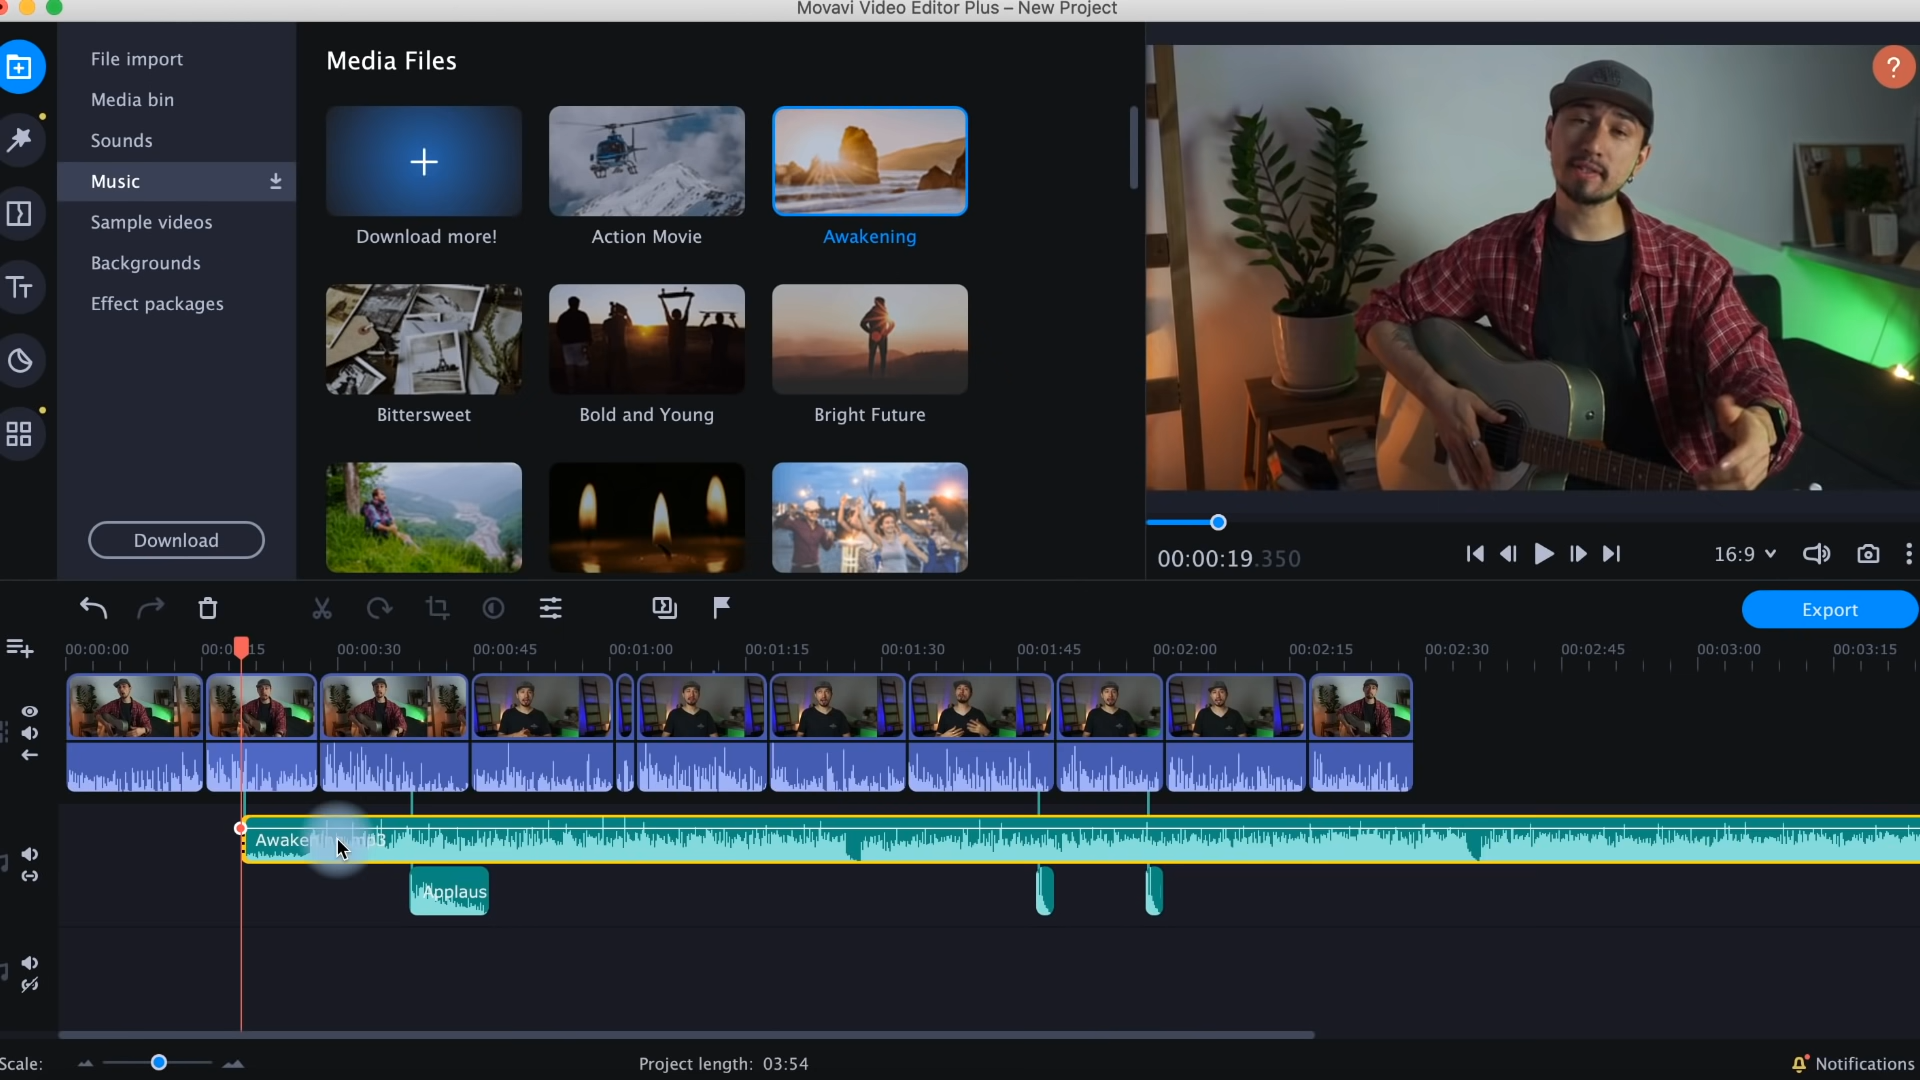 Movavi Video Editor Plus – New Project
File import
Media bin
Sounds
Music
Sample videos
Backgrounds
Effect packages
Download
Media Files
Download more!
Action Movie
Awakening
Bittersweet
Bold and Young
Bright Future
?
00:00:19.350
16:9
Export
00:00:00
00:00:30
00:00:45
00:01:00
00:01:15
00:01:30
00:01:45
00:02:00
00:02:15
00:02:30
00:02:45
00:03:00
00:03:15
Awakening.mp3
Applaus
Scale:
Project length: 03:54
Notifications